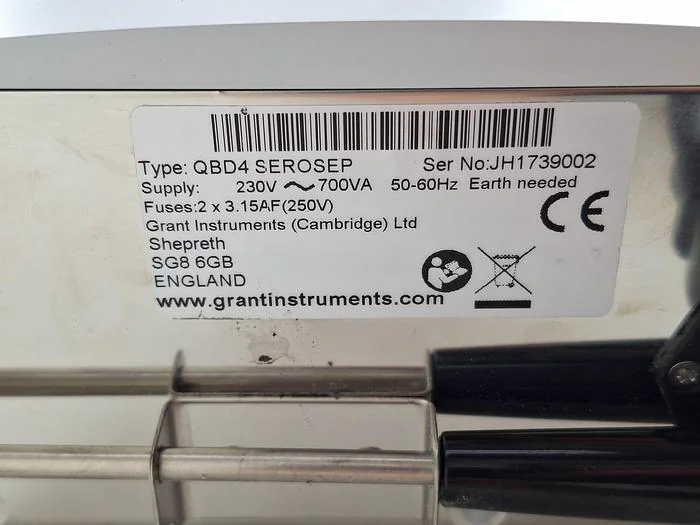 Type: QBD4 SEROSEP Ser No:JH1739002
Supply: 230V ~ 700VA 50-60Hz Earth needed
Fuses:2 x 3.15AF(250V)
Grant Instruments (Cambridge) Ltd
Shepreth
SG8 6GB
ENGLAND
www.grantinstruments.com
CE